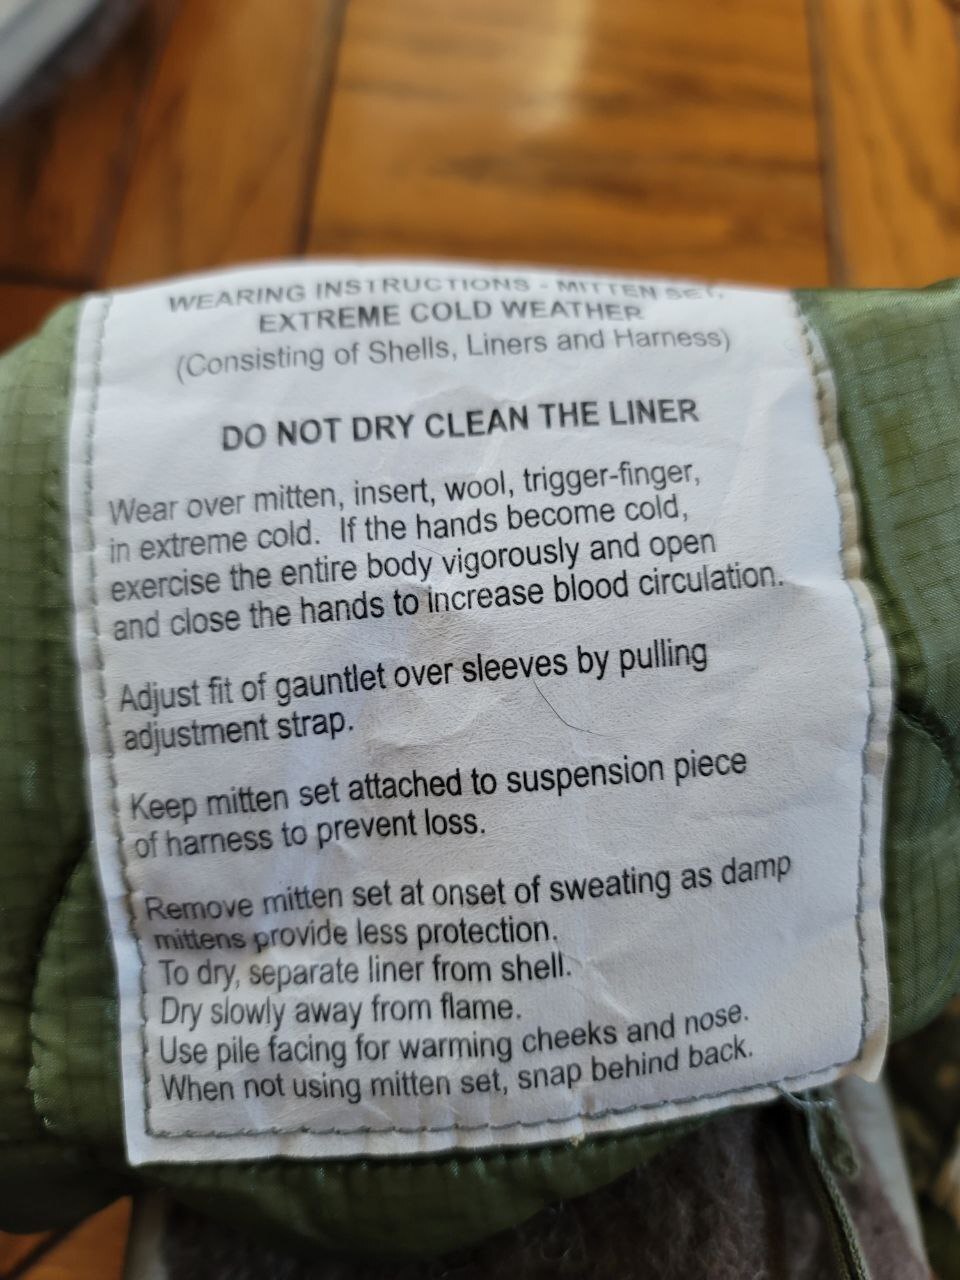 WEARING INSTRUCTIONS - MITTEN SET,
EXTREME COLD WEATHER
(Consisting of Shells, Liners and Harness)
DO NOT DRY CLEAN THE LINER
Wear over mitten, insert, wool, trigger-finger,
in extreme cold. If the hands become cold,
exercise the entire body vigorously and open
and close the hands to increase blood circulation.
Adjust fit of gauntlet over sleeves by pulling
adjustment strap.
Keep mitten set attached to suspension piece
of harness to prevent loss.
Remove mitten set at onset of sweating as damp
mittens provide less protection.
To dry, separate liner from shell.
Dry slowly away from flame.
Use pile facing for warming cheeks and nose.
When not using mitten set, snap behind back.